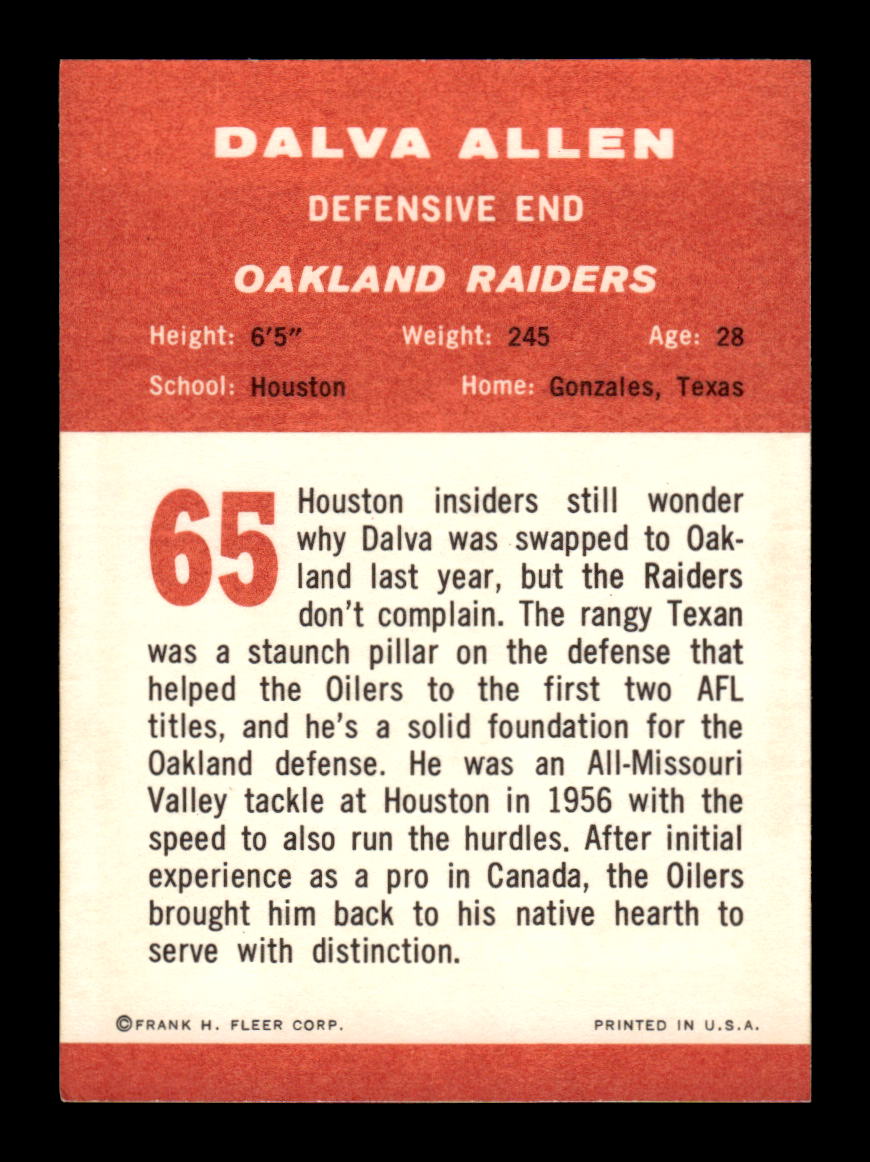 DALVA ALLEN
DEFENSIVE END
OAKLAND RAIDERS
Height: 6'5" Weight: 245 Age: 28
School: Houston Home: Gonzales, Texas
65
Houston insiders still wonder
why Dalva was swapped to Oak-
land last year, but the Raiders
don't complain. The rangy Texan
was a staunch pillar on the defense that
helped the Oilers to the first two AFL
titles, and he's a solid foundation for the
Oakland defense. He was an All-Missouri
Valley tackle at Houston in 1956 with the
speed to also run the hurdles. After initial
experience as a pro in Canada, the Oilers
brought him back to his native hearth to
serve with distinction.
©FRANK H. FLEER CORP. PRINTED IN U.S.A.